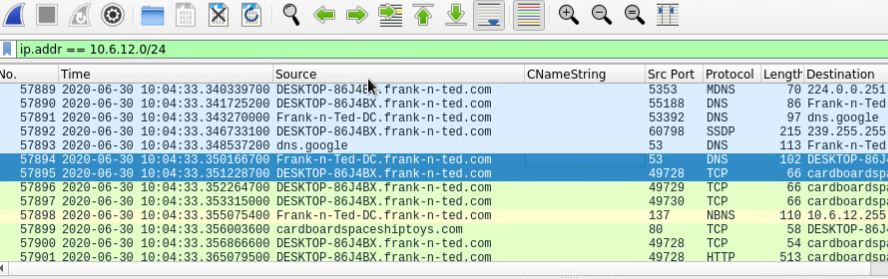 ip.addr == 10.6.12.0/24
No. Time Source CNameString Src Port Protocol Length Destination
57889 2020-06-30 10:04:33.340339700 DESKTOP-86J4BX.frank-n-ted.com 5353 MDNS 70 224.0.0.251
57890 2020-06-30 10:04:33.341725200 DESKTOP-86J4BX.frank-n-ted.com 55188 DNS 86 Frank-n-Ted
57891 2020-06-30 10:04:33.343270000 Frank-n-Ted-DC.frank-n-ted.com 53392 DNS 97 dns.google
57892 2020-06-30 10:04:33.346733100 DESKTOP-86J4BX.frank-n-ted.com 60798 SSDP 215 239.255.255
57893 2020-06-30 10:04:33.348537200 dns.google 53 DNS 113 Frank-n-Ted
57894 2020-06-30 10:04:33.350166700 Frank-n-Ted-DC.frank-n-ted.com 53 DNS 102 DESKTOP-86J
57895 2020-06-30 10:04:33.351228700 DESKTOP-86J4BX.frank-n-ted.com 49728 TCP 66 cardboardspa
57896 2020-06-30 10:04:33.352264700 DESKTOP-86J4BX.frank-n-ted.com 49729 TCP 66 cardboardspa
57897 2020-06-30 10:04:33.353315000 DESKTOP-86J4BX.frank-n-ted.com 49730 TCP 66 cardboardspa
57898 2020-06-30 10:04:33.355075400 Frank-n-Ted-DC.frank-n-ted.com 137 NBNS 110 10.6.12.255
57899 2020-06-30 10:04:33.356003600 cardboardspaceshiptoys.com 80 TCP 58 DESKTOP-86J
57900 2020-06-30 10:04:33.356866600 DESKTOP-86J4BX.frank-n-ted.com 49728 TCP 54 cardboardspa
57901 2020-06-30 10:04:33.365079500 DESKTOP-86J4BX.frank-n-ted.com 49728 HTTP 513 cardboardspa